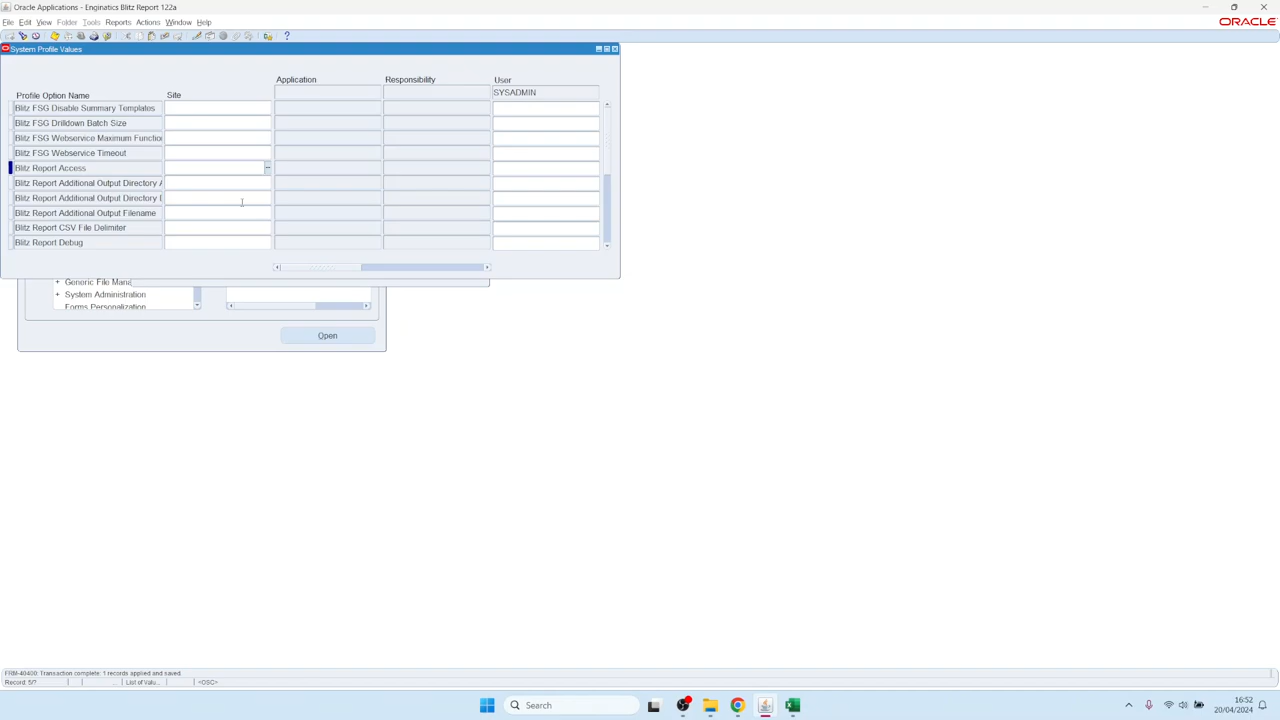 Oracle Applications - Enginatics Blitz Report 122a
File Edit View Folder Tools Reports Actions Window Help
ORACLE
System Profile Values
Application Responsibility User
SYSADMIN
Profile Option Name Site
Blitz FSG Disable Summary Templates
Blitz FSG Drilldown Batch Size
Blitz FSG Webservice Maximum Functio
Blitz FSG Webservice Timeout
Blitz Report Access
Blitz Report Additional Output Directory
Blitz Report Additional Output Directory
Blitz Report Additional Output Filename
Blitz Report CSV File Delimiter
Blitz Report Debug
+ Generic File Mana
+ System Administration
Forms Personalization
Open
FRM-40400: Transaction complete: 1 records applied and saved
Record: 5/? List of Valu... <OSC>
Search
16:52
20/04/2024